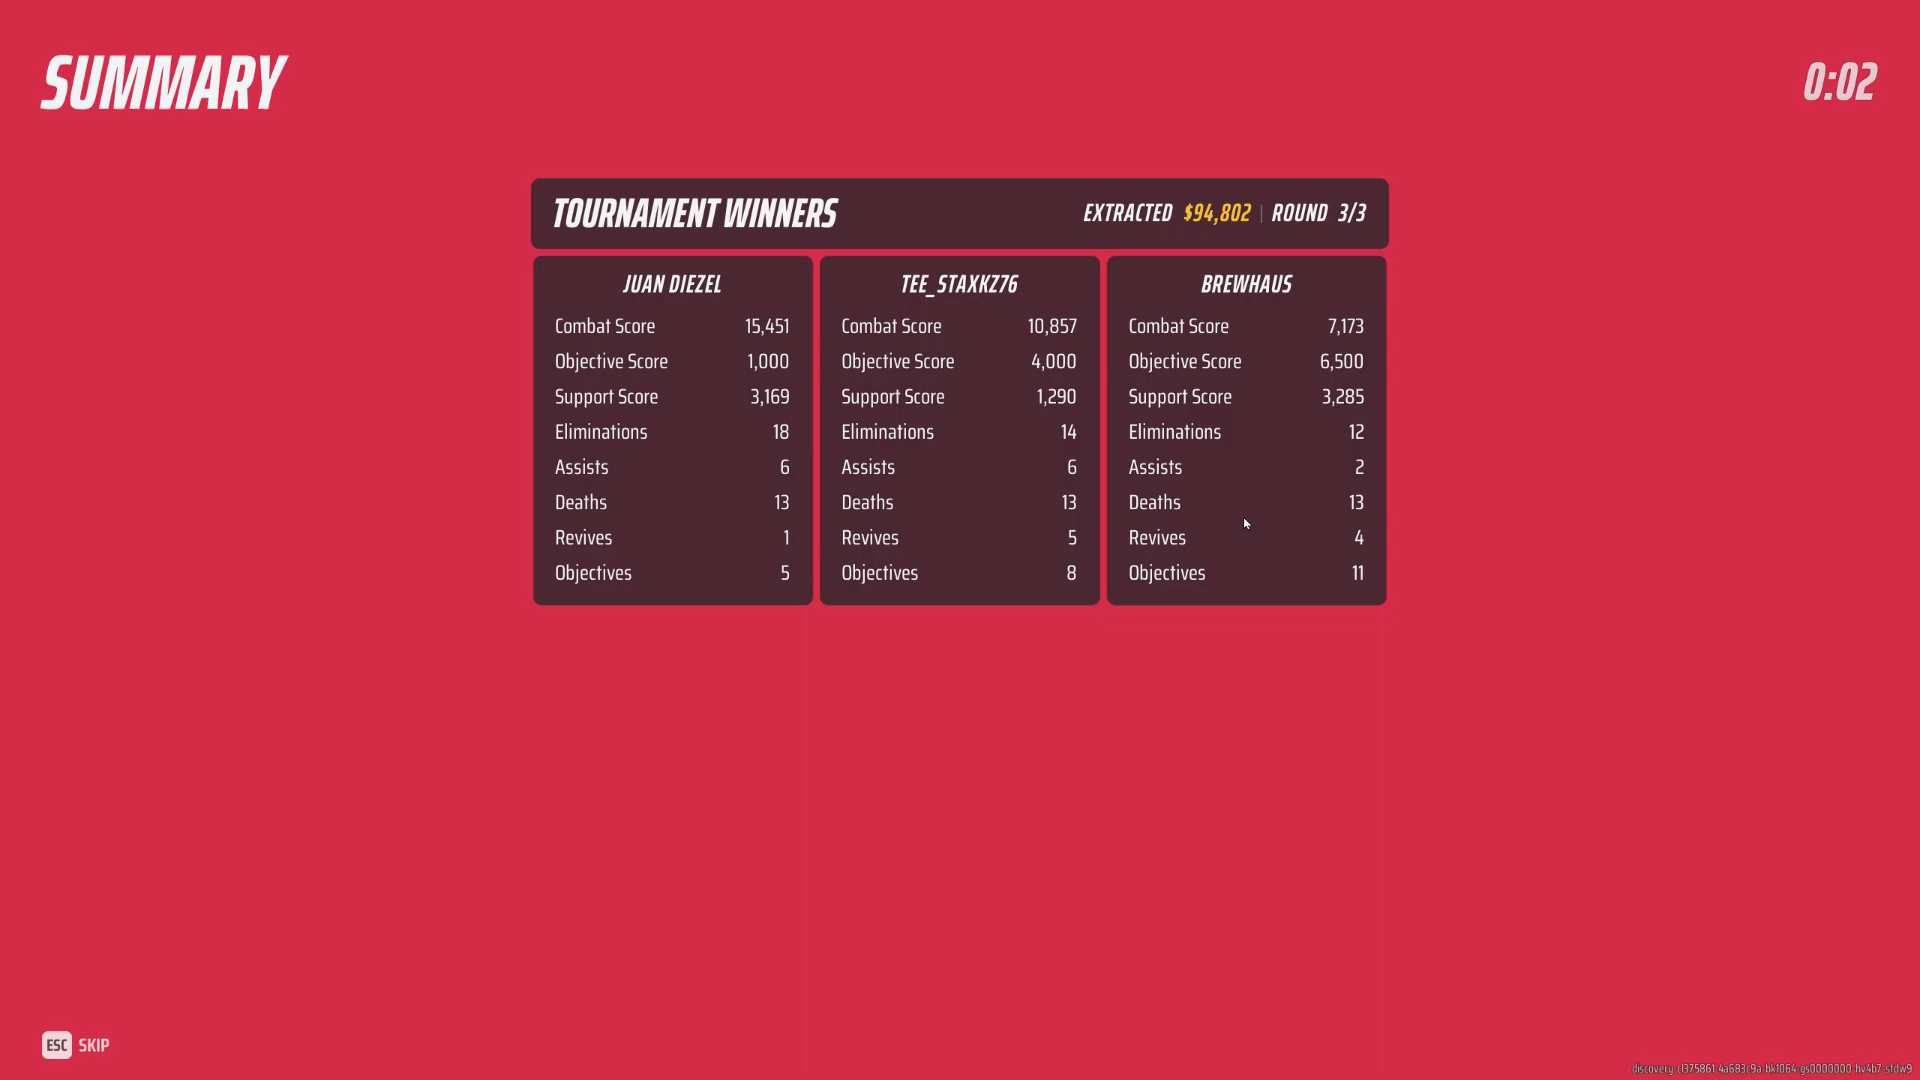 SUMMARY
0:02
TOURNAMENT WINNERS
EXTRACTED $94,802 | ROUND 3/3
JUAN DIEZEL
Combat Score 15,451
Objective Score 1,000
Support Score 3,169
Eliminations 18
Assists 6
Deaths 13
Revives 1
Objectives 5
TEE_STAXKZ76
Combat Score 10,857
Objective Score 4,000
Support Score 1,290
Eliminations 14
Assists 6
Deaths 13
Revives 5
Objectives 8
BREWHAUS
Combat Score 7,173
Objective Score 6,500
Support Score 3,285
Eliminations 12
Assists 2
Deaths 13
Revives 4
Objectives 11
ESC SKIP